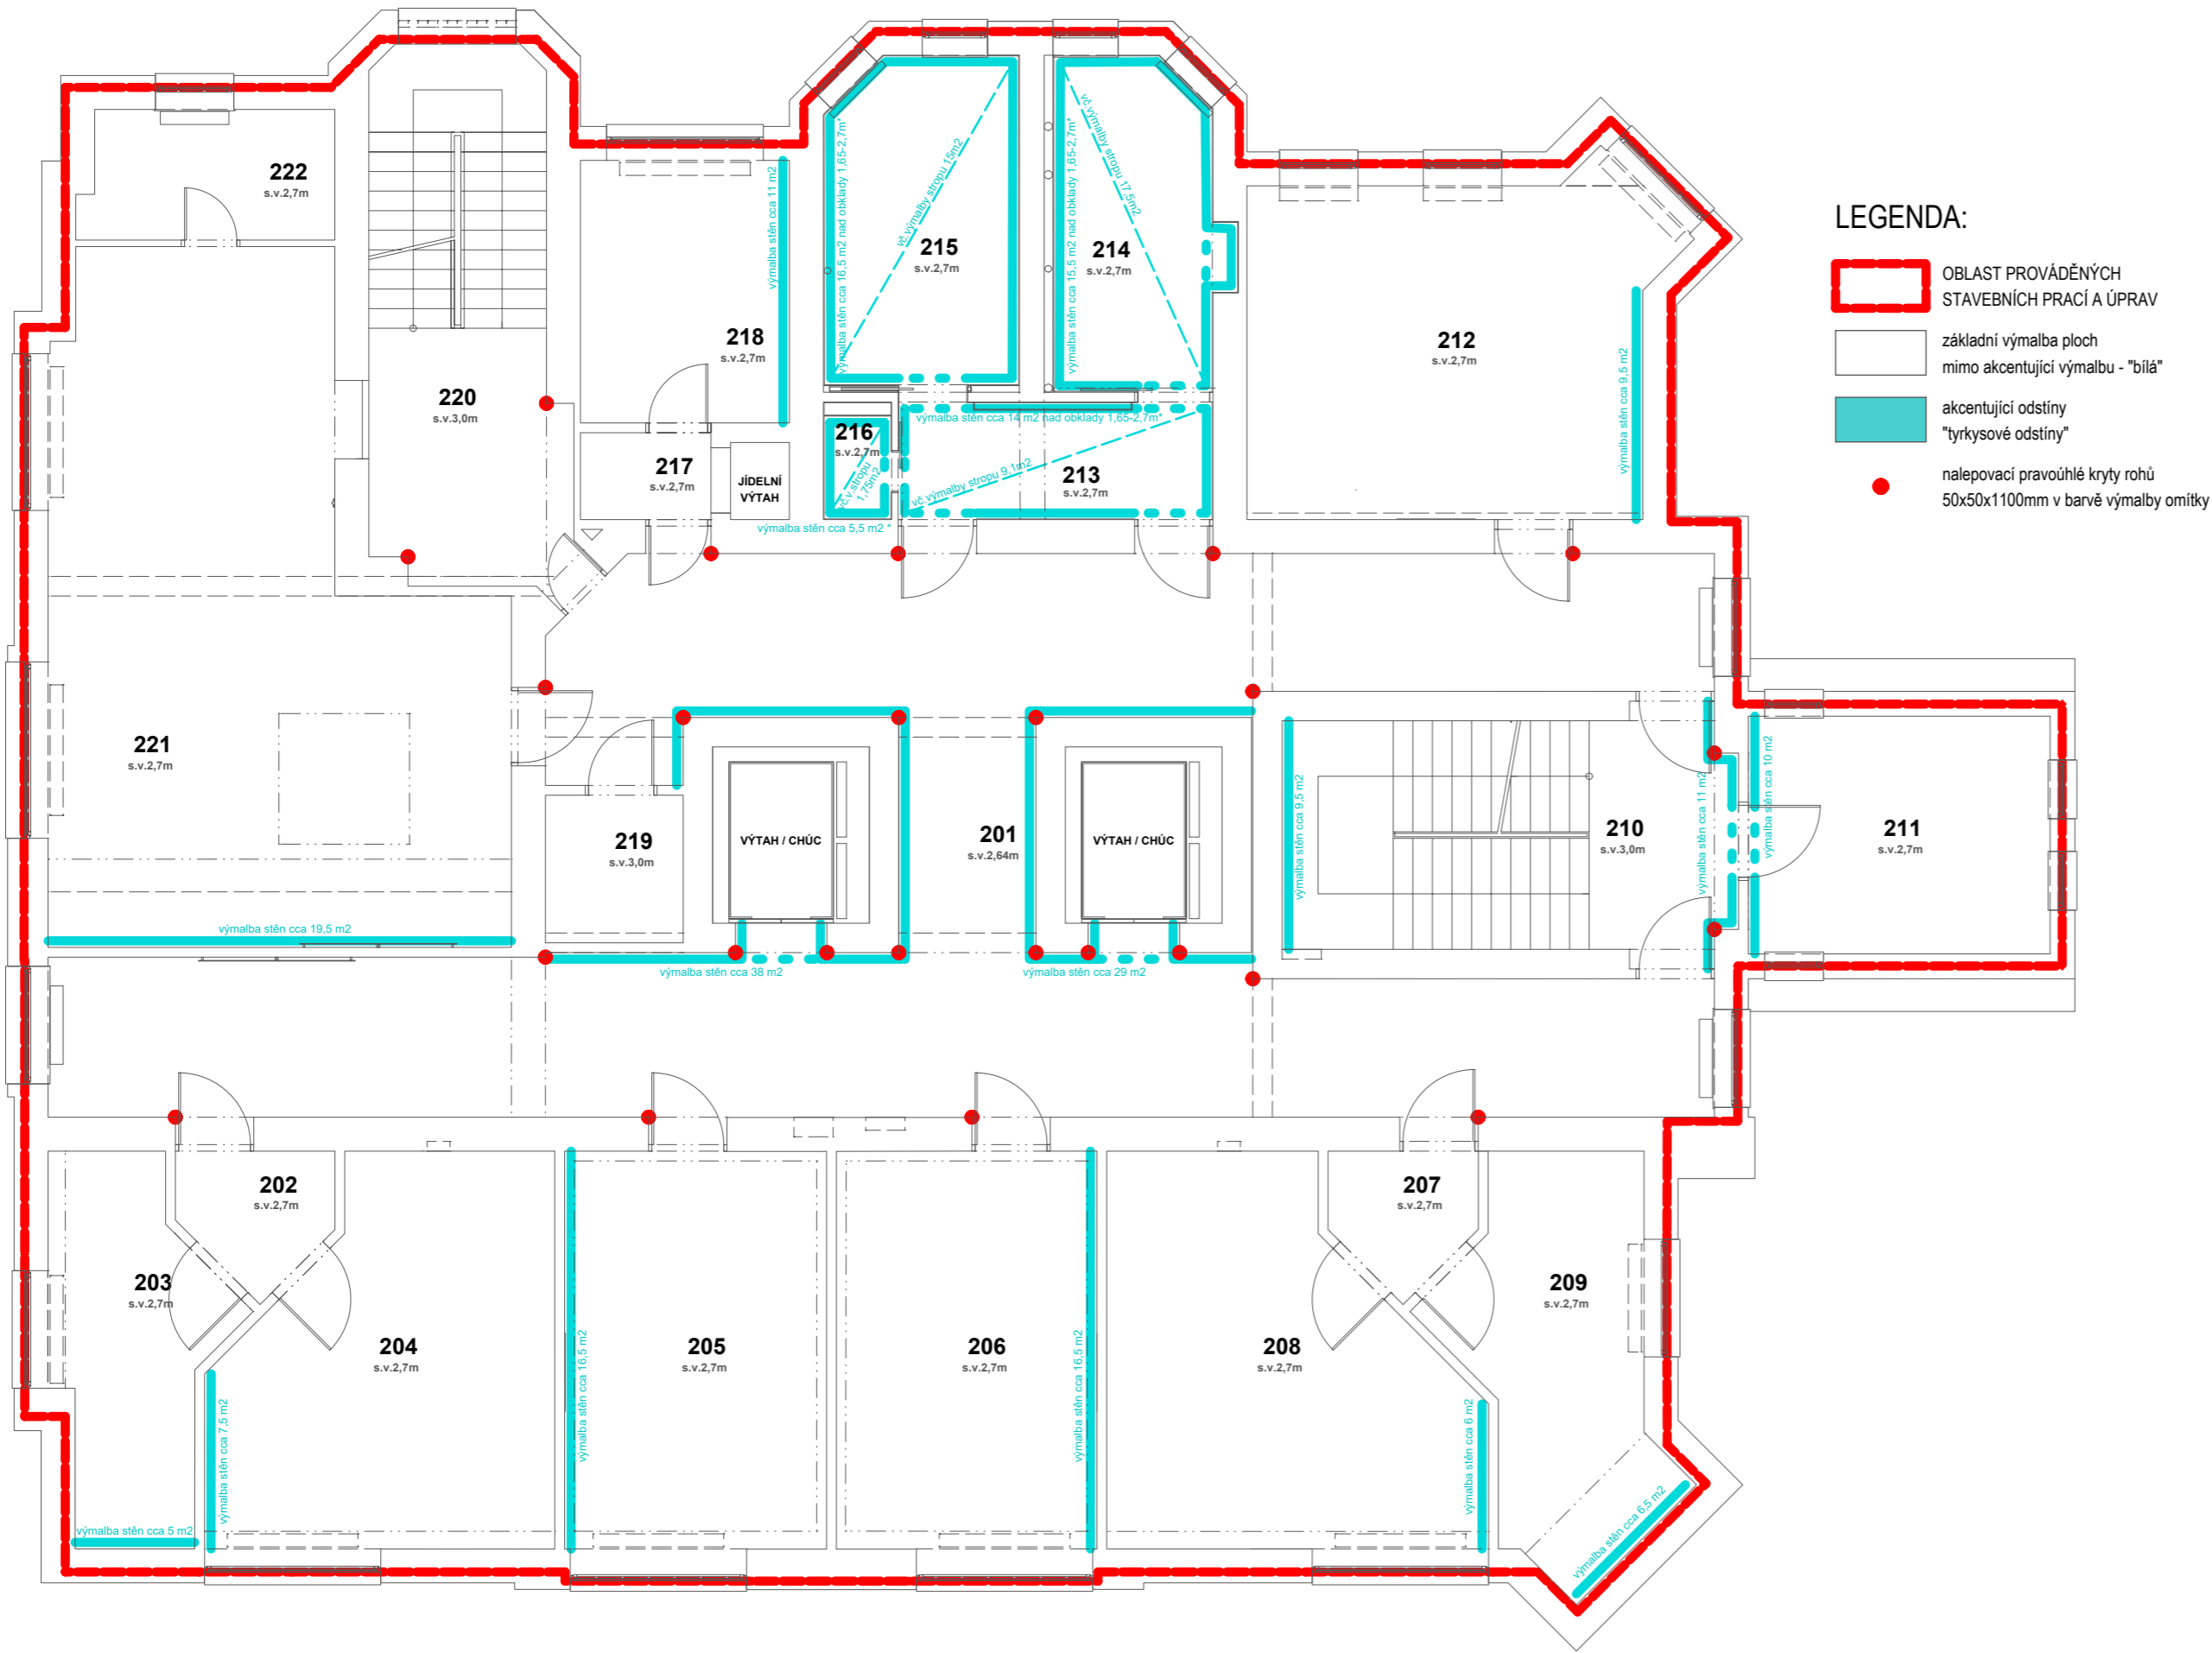 222
s.v.2,7m
220
s.v.3,0m
218
s.v.2,7m
výmalba stěn cca 11 m2
výmalba stěn cca 16,5 m2 nad obklady 1,65-2,7m*
vč.výmalby stropu 15m2
215
s.v.2,7m
výmalba stěn cca 15,5 m2 nad obklady 1,65-2,7m*
vč.výmalby stropu 17,5m2
214
s.v.2,7m
212
s.v.2,7m
výmalba stěn cca 9,5 m2
LEGENDA:
OBLAST PROVÁDĚNÝCH
STAVEBNÍCH PRACÍ A ÚPRAV
základní výmalba ploch
mimo akcentující výmalbu - "bílá"
akcentující odstíny
"tyrkysové odstíny"
nalepovací pravoúhlé kryty rohů
50x50x1100mm v barvě výmalby omítky
217
s.v.2,7m
JÍDELNÍ
VÝTAH
216
s.v.2,7m
vč.v.stropu
1,75m2
výmalba stěn cca 5,5 m2 *
výmalba stěn cca 14 m2 nad obklady 1,65-2,7m*
vč.výmalby stropu 9,1m2
213
s.v.2,7m
221
s.v.2,7m
výmalba stěn cca 19,5 m2
219
s.v.3,0m
VÝTAH / CHÚC
výmalba stěn cca 38 m2
201
s.v.2,64m
VÝTAH / CHÚC
výmalba stěn cca 29 m2
výmalba stěn cca 9,5 m2
210
s.v.3,0m
výmalba stěn cca 11 m2
výmalba stěn cca 10 m2
211
s.v.2,7m
202
s.v.2,7m
203
s.v.2,7m
výmalba stěn cca 5 m2
204
s.v.2,7m
výmalba stěn cca 7,5 m2
205
s.v.2,7m
výmalba stěn cca 16,5 m2
206
s.v.2,7m
výmalba stěn cca 16,5 m2
207
s.v.2,7m
208
s.v.2,7m
výmalba stěn cca 6 m2
209
s.v.2,7m
výmalba stěn cca 6,5 m2